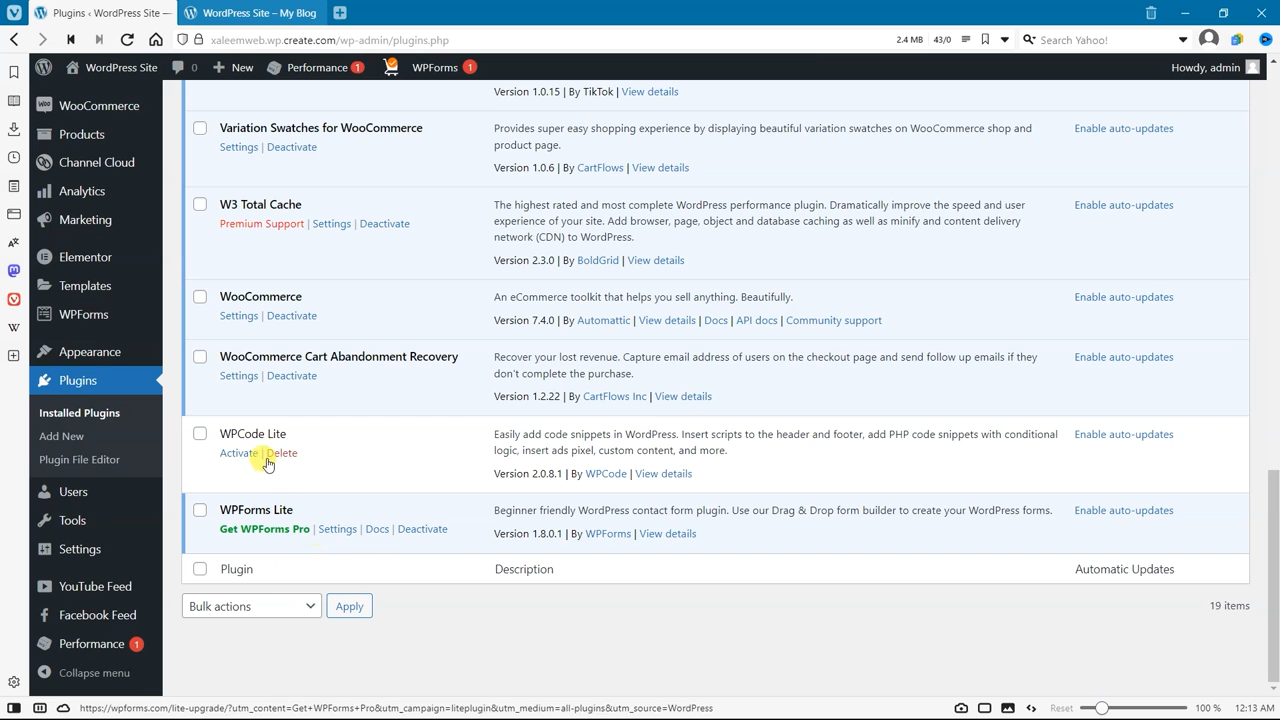 Plugins ‹ WordPress Site —
WordPress Site – My Blog
xaleemweb.wp.create.com/wp-admin/plugins.php
2.4 MB
43/0
Search Yahoo!
WordPress Site
0
New
Performance 1
WPForms 1
Howdy, admin
WooCommerce
Products
Channel Cloud
Analytics
Marketing
Elementor
Templates
WPForms
Appearance
Plugins
Installed Plugins
Add New
Plugin File Editor
Users
Tools
Settings
YouTube Feed
Facebook Feed
Performance 1
Collapse menu
Version 1.0.15 | By TikTok | View details
Variation Swatches for WooCommerce
Settings | Deactivate
Provides super easy shopping experience by displaying beautiful variation swatches on WooCommerce shop and
product page.
Version 1.0.6 | By CartFlows | View details
Enable auto-updates
W3 Total Cache
Premium Support | Settings | Deactivate
The highest rated and most complete WordPress performance plugin. Dramatically improve the speed and user
experience of your site. Add browser, page, object and database caching as well as minify and content delivery
network (CDN) to WordPress.
Version 2.3.0 | By BoldGrid | View details
Enable auto-updates
WooCommerce
Settings | Deactivate
An eCommerce toolkit that helps you sell anything. Beautifully.
Version 7.4.0 | By Automattic | View details | Docs | API docs | Community support
Enable auto-updates
WooCommerce Cart Abandonment Recovery
Settings | Deactivate
Recover your lost revenue. Capture email address of users on the checkout page and send follow up emails if they
don't complete the purchase.
Version 1.2.22 | By CartFlows Inc | View details
Enable auto-updates
WPCode Lite
Activate | Delete
Easily add code snippets in WordPress. Insert scripts to the header and footer, add PHP code snippets with conditional
logic, insert ads pixel, custom content, and more.
Version 2.0.8.1 | By WPCode | View details
Enable auto-updates
WPForms Lite
Get WPForms Pro | Settings | Docs | Deactivate
Beginner friendly WordPress contact form plugin. Use our Drag & Drop form builder to create your WordPress forms.
Version 1.8.0.1 | By WPForms | View details
Enable auto-updates
Plugin
Description
Automatic Updates
Bulk actions
Apply
19 items
https://wpforms.com/lite-upgrade/?utm_content=Get+WPForms+Pro&utm_campaign=liteplugin&utm_medium=all-plugins&utm_source=WordPress
Reset
100 %
12:13 AM